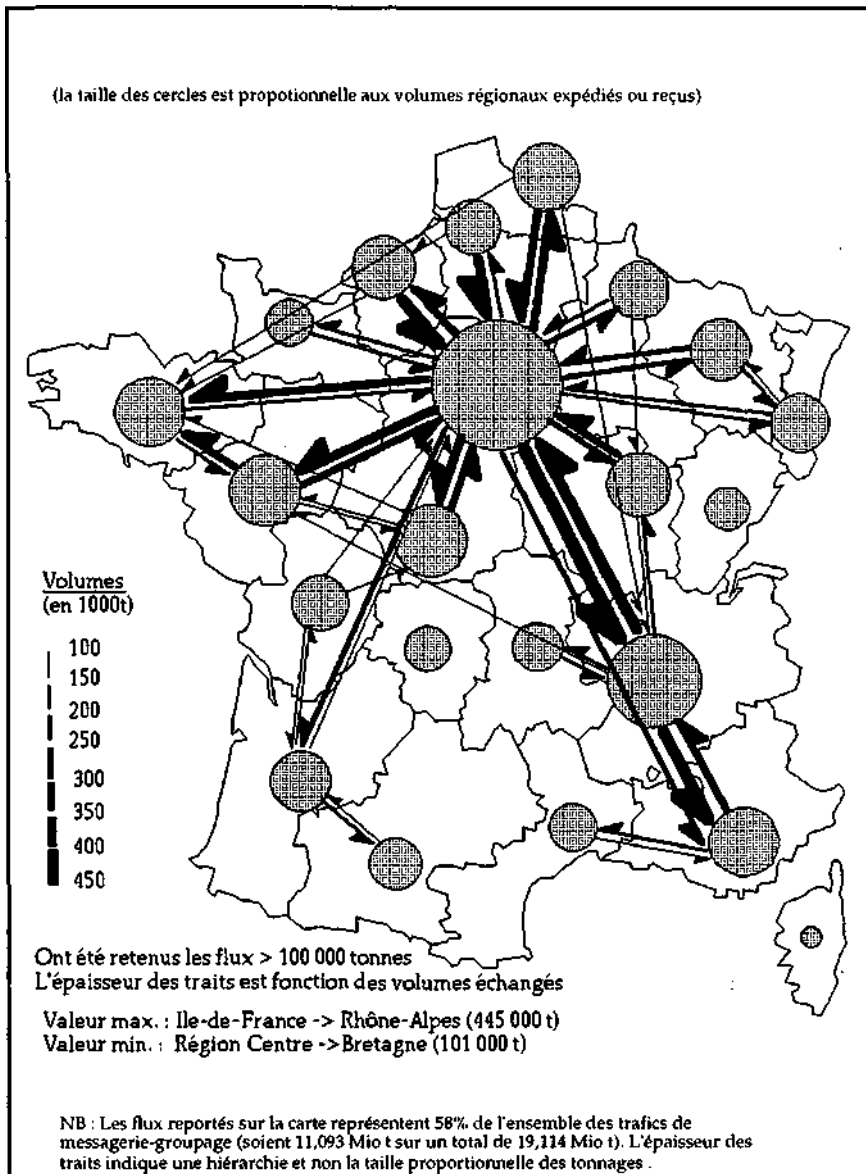 (la taille des cercles est propotionnelle aux volumes régionaux expédiés ou reçus)
Volumes
(en 1000t)
100
150
200
250
300
350
400
450
Ont été retenus les flux > 100 000 tonnes
L'épaisseur des traits est fonction des volumes échangés
Valeur max. : Ile-de-France -> Rhône-Alpes (445 000 t)
Valeur min. : Région Centre ->Bretagne (101 000 t)
NB : Les flux reportés sur la carte représentent 58% de l'ensemble des trafics de
messagerie-groupage (soient 11,093 Mio t sur un total de 19,114 Mio t). L'épaisseur des
traits indique une hiérarchie et non la taille proportionnelle des tonnages .